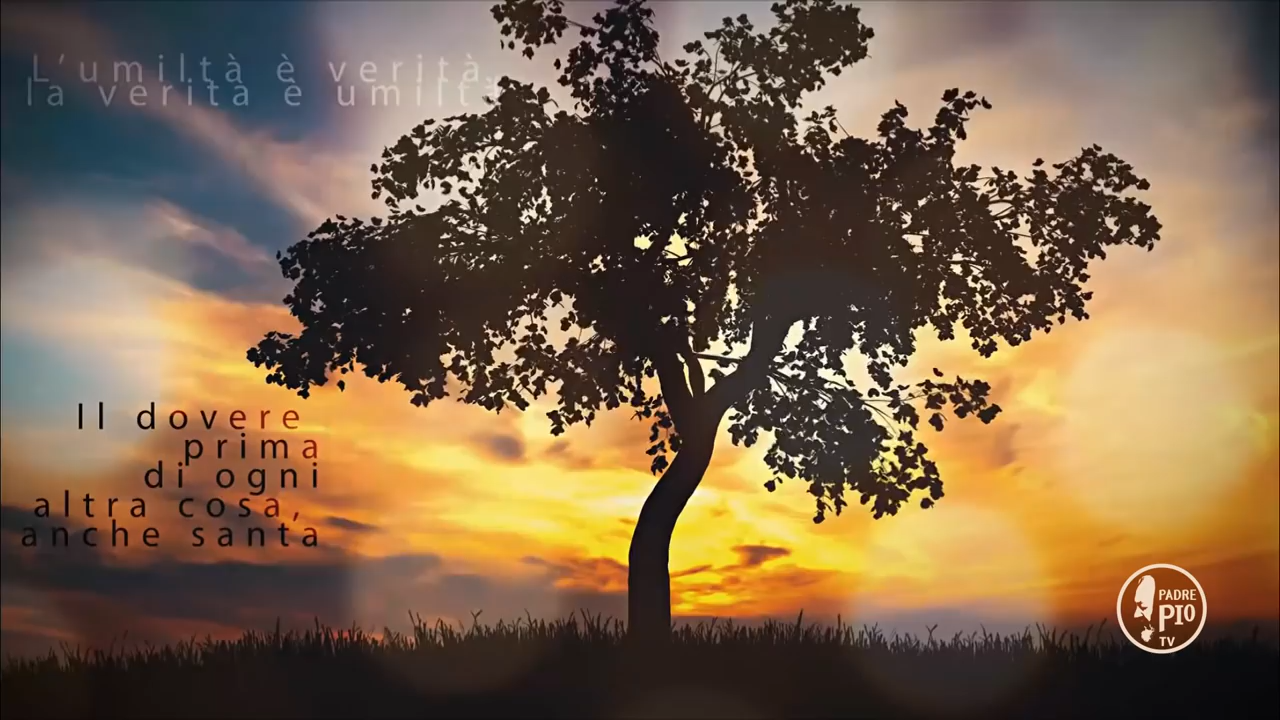 L'umiltà è verità,
la verità è umiltà
Il dovere
prima
di ogni
altra cosa,
anche santa
PADRE
PIO
TV